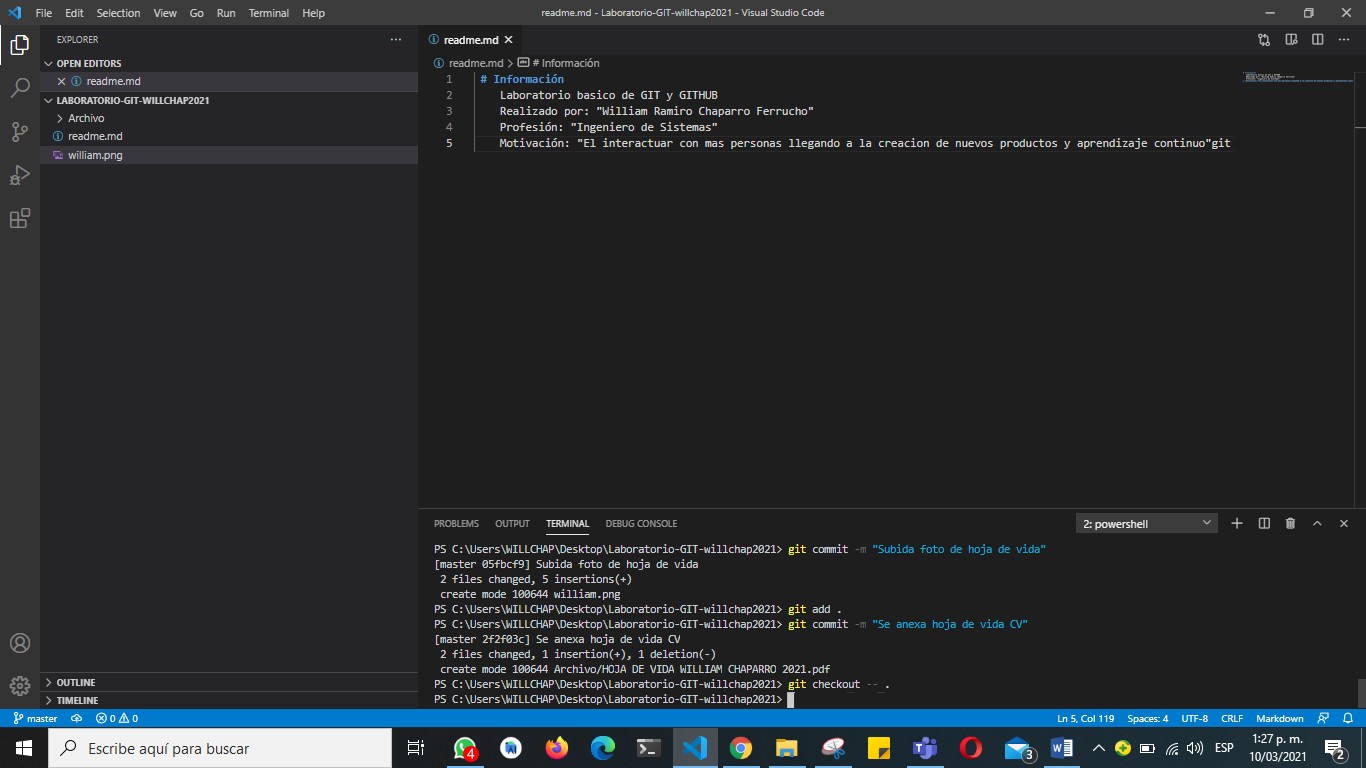 File Edit Selection View Go Run Terminal Help
readme.md - Laboratorio-GIT-willchap2021 - Visual Studio Code
EXPLORER
OPEN EDITORS
readme.md
LABORATORIO-GIT-WILLCHAP2021
Archivo
readme.md
william.png
OUTLINE
TIMELINE
readme.md
readme.md > # Información
1 # Información
2 Laboratorio basico de GIT y GITHUB
3 Realizado por: "William Ramiro Chaparro Ferrucho"
4 Profesión: "Ingeniero de Sistemas"
5 Motivación: "El interactuar con mas personas llegando a la creacion de nuevos productos y aprendizaje continuo"git
PROBLEMS OUTPUT TERMINAL DEBUG CONSOLE
2: powershell
PS C:\Users\WILLCHAP\Desktop\Laboratorio-GIT-willchap2021> git commit -m "Subida foto de hoja de vida"
[master 05fbcf9] Subida foto de hoja de vida
2 files changed, 5 insertions(+)
create mode 100644 william.png
PS C:\Users\WILLCHAP\Desktop\Laboratorio-GIT-willchap2021> git add .
PS C:\Users\WILLCHAP\Desktop\Laboratorio-GIT-willchap2021> git commit -m "Se anexa hoja de vida CV"
[master 2f2f03c] Se anexa hoja de vida CV
2 files changed, 1 insertion(+), 1 deletion(-)
create mode 100644 Archivo/HOJA DE VIDA WILLIAM CHAPARRO 2021.pdf
PS C:\Users\WILLCHAP\Desktop\Laboratorio-GIT-willchap2021> git checkout -- .
PS C:\Users\WILLCHAP\Desktop\Laboratorio-GIT-willchap2021>
master 0 0
Ln 5, Col 119 Spaces: 4 UTF-8 CRLF Markdown
Escribe aquí para buscar
4
3
ESP
1:27 p. m.
10/03/2021
2